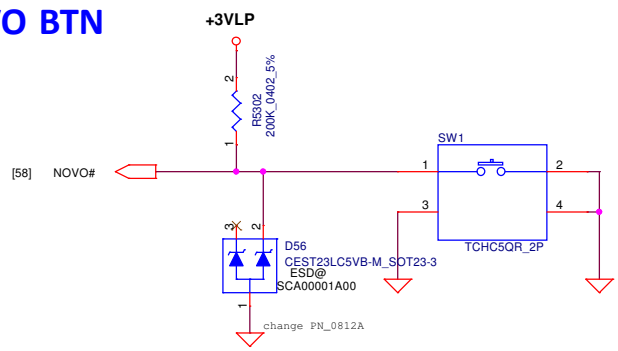 VO BTN
+3VLP
2
R5302
200K_0402_5%
1
[58] NOVO#
SW1
1
2
3
4
TCHC5QR_2P
3
2
D56
CEST23LC5VB-M_SOT23-3
ESD@
SCA00001A00
1
change PN_0812A